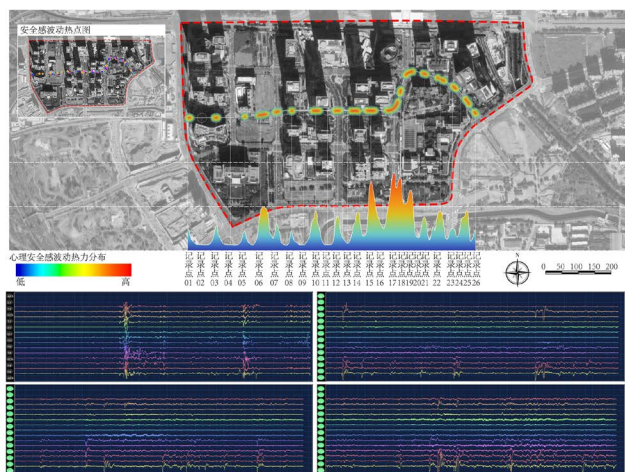 安全感波动热点图
心理安全感波动热力分布
低 高
记录点01 记录点02 记录点03 记录点04 记录点05 记录点06 记录点07 记录点08 记录点09 记录点10 记录点11 记录点12 记录点13 记录点14 记录点15 记录点16 记录点17 记录点18 记录点19 记录点20 记录点21 记录点22 记录点23 记录点24 记录点25 记录点26
N
0 50 100 150 200